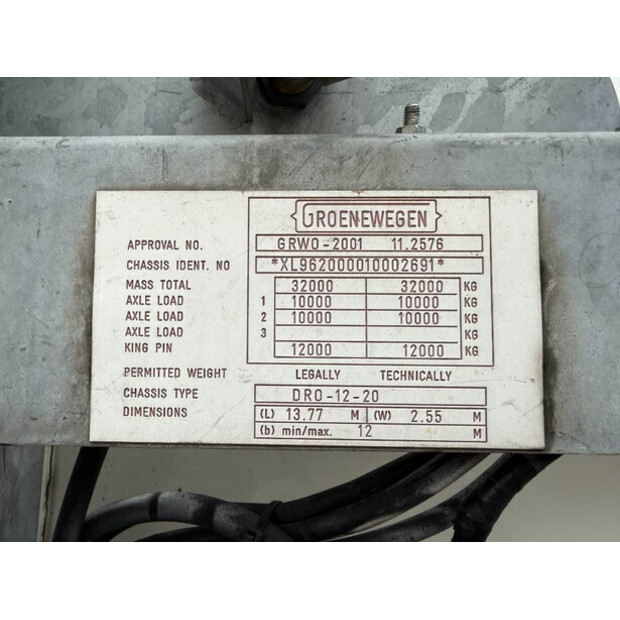 GROENEWEGEN
APPROVAL NO. GRWO-2001 11.2576
CHASSIS IDENT. NO *XL962000010002691*
MASS TOTAL 32000 32000 KG
AXLE LOAD 1 10000 10000 KG
AXLE LOAD 2 10000 10000 KG
AXLE LOAD 3 KG
KING PIN 12000 12000 KG
PERMITTED WEIGHT LEGALLY TECHNICALLY
CHASSIS TYPE DRO-12-20
DIMENSIONS (L) 13.77 M (W) 2.55 M
(b) min/max. 12 M